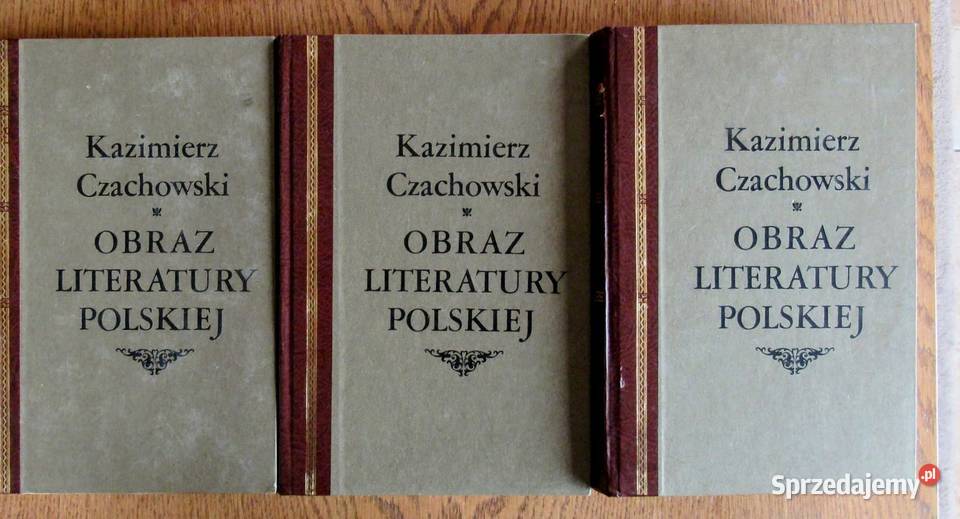 Kazimierz
Czachowski
OBRAZ
LITERATURY
POLSKIEJ
Kazimierz
Czachowski
OBRAZ
LITERATURY
POLSKIEJ
Kazimierz
Czachowski
OBRAZ
LITERATURY
POLSKIEJ
Sprzedajemy.pl